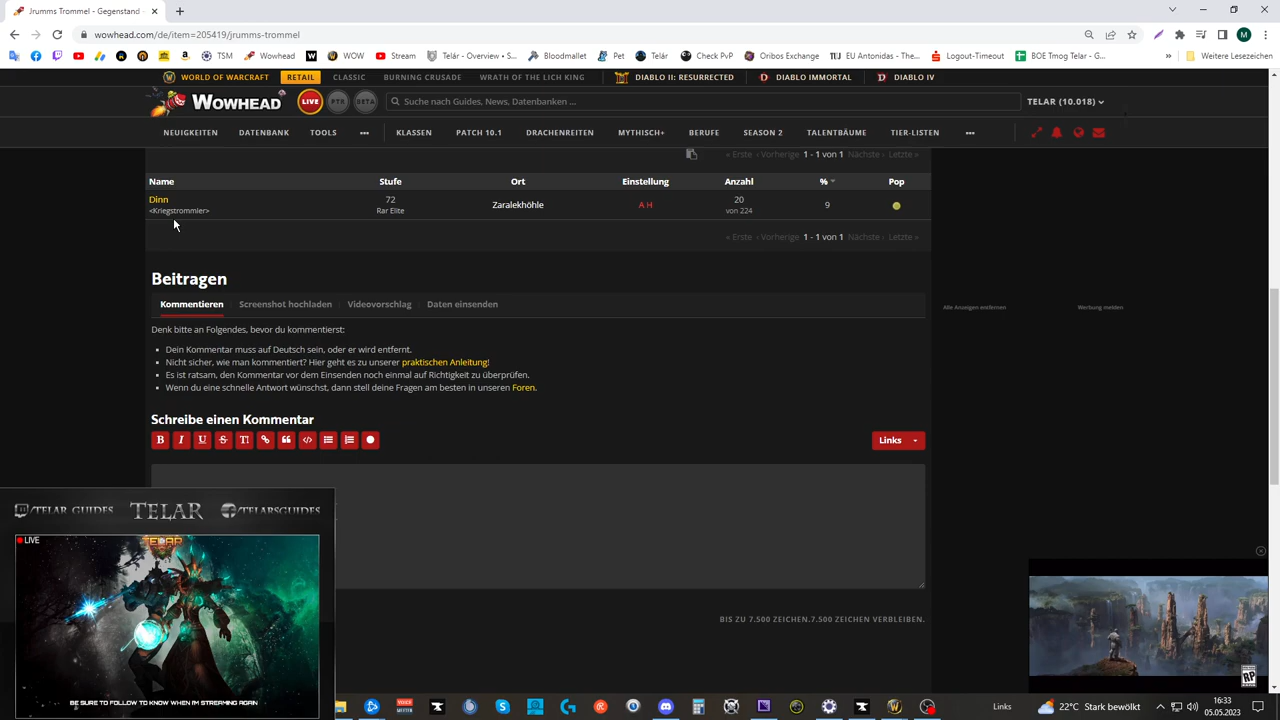 Jrumms Trommel - Gegenstand -
wowhead.com/de/item=205419/jrumms-trommel
TSM
Wowhead
WOW
Stream
Telár - Overview • S...
Bloodmallet
Pet
Telár
Check PvP
Oribos Exchange
EU Antonidas - The...
Logout-Timeout
BOE Tmog Telar - G...
»
Weitere Lesezeichen
WORLD OF WARCRAFT
RETAIL
CLASSIC
BURNING CRUSADE
WRATH OF THE LICH KING
DIABLO II: RESURRECTED
DIABLO IMMORTAL
DIABLO IV
WOWHEAD
LIVE
PTR
BETA
Suche nach Guides, News, Datenbanken ...
TELAR (10.018)
NEUIGKEITEN
DATENBANK
TOOLS
•••
KLASSEN
PATCH 10.1
DRACHENREITEN
MYTHISCH+
BERUFE
SEASON 2
TALENTBÄUME
TIER-LISTEN
•••
« Erste ‹ Vorherige 1 - 1 von 1 Nächste › Letzte »
Name Stufe Ort Einstellung Anzahl % Pop
Dinn 72 Zaralekhöhle A H 20 9
<Kriegstrommler> Rar Elite von 224
« Erste ‹ Vorherige 1 - 1 von 1 Nächste › Letzte »
Beitragen
Kommentieren
Screenshot hochladen
Videovorschlag
Daten einsenden
Alle Anzeigen entfernen
Werbung melden
Denk bitte an Folgendes, bevor du kommentierst:
• Dein Kommentar muss auf Deutsch sein, oder er wird entfernt.
• Nicht sicher, wie man kommentiert? Hier geht es zu unserer praktischen Anleitung!
• Es ist ratsam, den Kommentar vor dem Einsenden noch einmal auf Richtigkeit zu überprüfen.
• Wenn du eine schnelle Antwort wünschst, dann stell deine Fragen am besten in unseren Foren.
Schreibe einen Kommentar
B I U S T! </>
Links
/TELAR GUIDES
TELAR
/TELARSGUIDES
LIVE
TELAR
BE SURE TO FOLLOW TO KNOW WHEN I'M STREAMING AGAIN
BIS ZU 7.500 ZEICHEN.7.500 ZEICHEN VERBLEIBEN.
RP
Links
22°C Stark bewölkt
16:33
05.05.2023